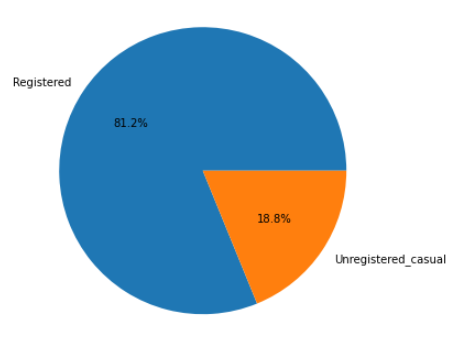 Registered
81.2%
18.8%
Unregistered_casual